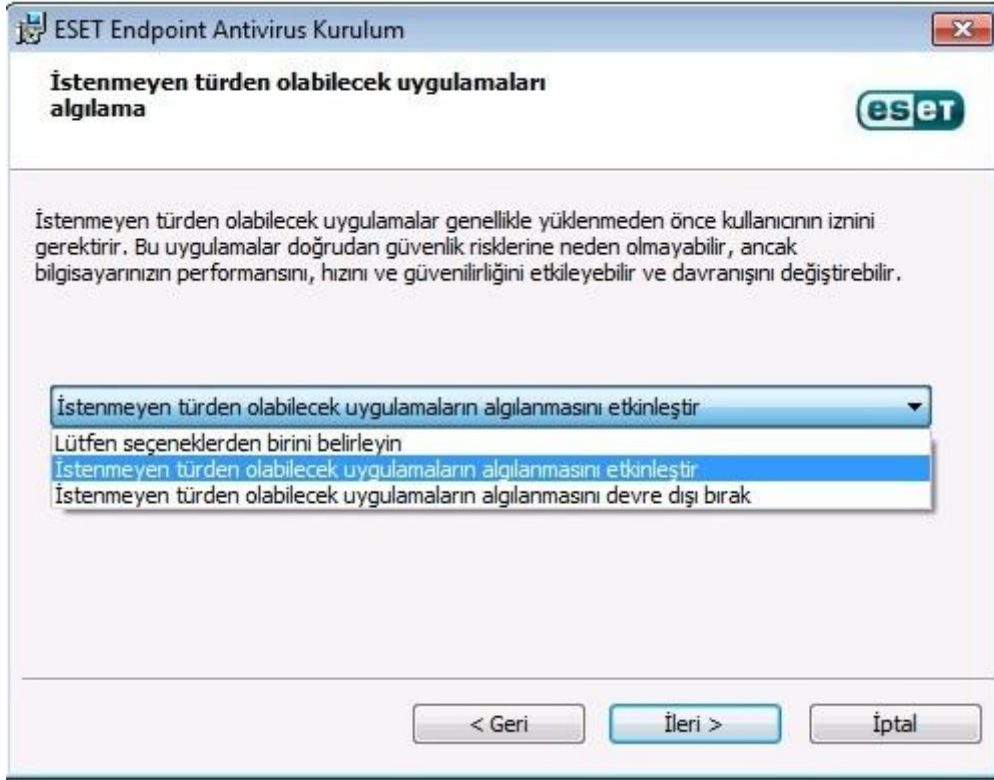 ESET Endpoint Antivirus Kurulum
İstenmeyen türden olabilecek uygulamaları
algılama
eseT
İstenmeyen türden olabilecek uygulamalar genellikle yüklenmeden önce kullanıcının iznini
gerektirir. Bu uygulamalar doğrudan güvenlik risklerine neden olmayabilir, ancak
bilgisayarınızın performansını, hızını ve güvenilirliğini etkileyebilir ve davranışını değiştirebilir.
İstenmeyen türden olabilecek uygulamaların algılanmasını etkinleştir
Lütfen seçeneklerden birini belirleyin
İstenmeyen türden olabilecek uygulamaların algılanmasını etkinleştir
İstenmeyen türden olabilecek uygulamaların algılanmasını devre dışı bırak
< Geri
İleri >
İptal